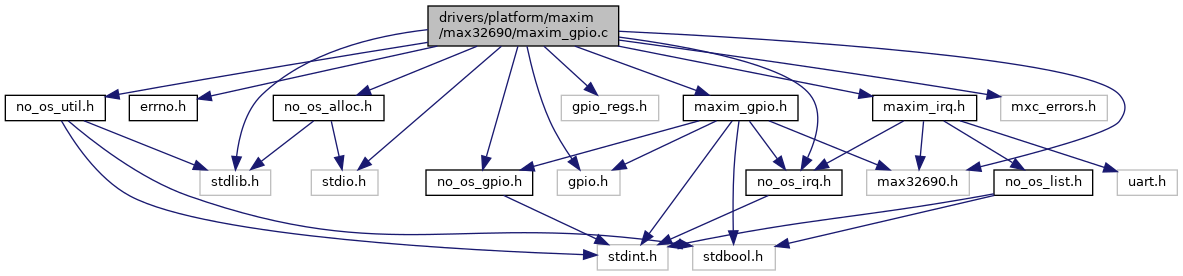 drivers/platform/maxim
/max32690/maxim_gpio.c
no_os_util.h
errno.h
no_os_alloc.h
gpio_regs.h
maxim_gpio.h
maxim_irq.h
mxc_errors.h
stdlib.h
stdio.h
no_os_gpio.h
gpio.h
no_os_irq.h
max32690.h
no_os_list.h
uart.h
stdint.h
stdbool.h